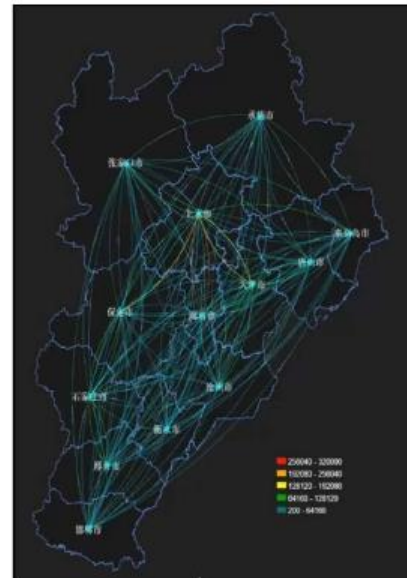 承德市
张家口市
北京市
秦皇岛市
唐山市
天津市
保定市
廊坊市
沧州市
石家庄市
衡水市
邢台市
邯郸市
256040 - 320000
192080 - 256040
128120 - 192080
64160 - 128120
200 - 64160